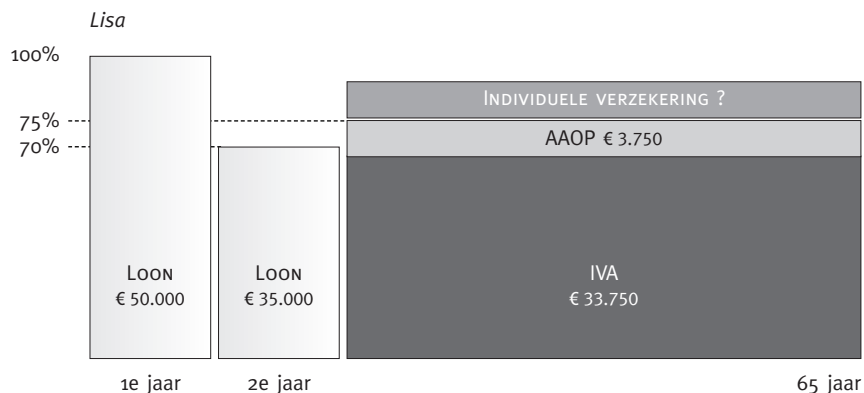 Lisa
100%
Individuele verzekering ?
75%
AAOP € 3.750
70%
Loon
€ 50.000
Loon
€ 35.000
IVA
€ 33.750
1e jaar
2e jaar
65 jaar